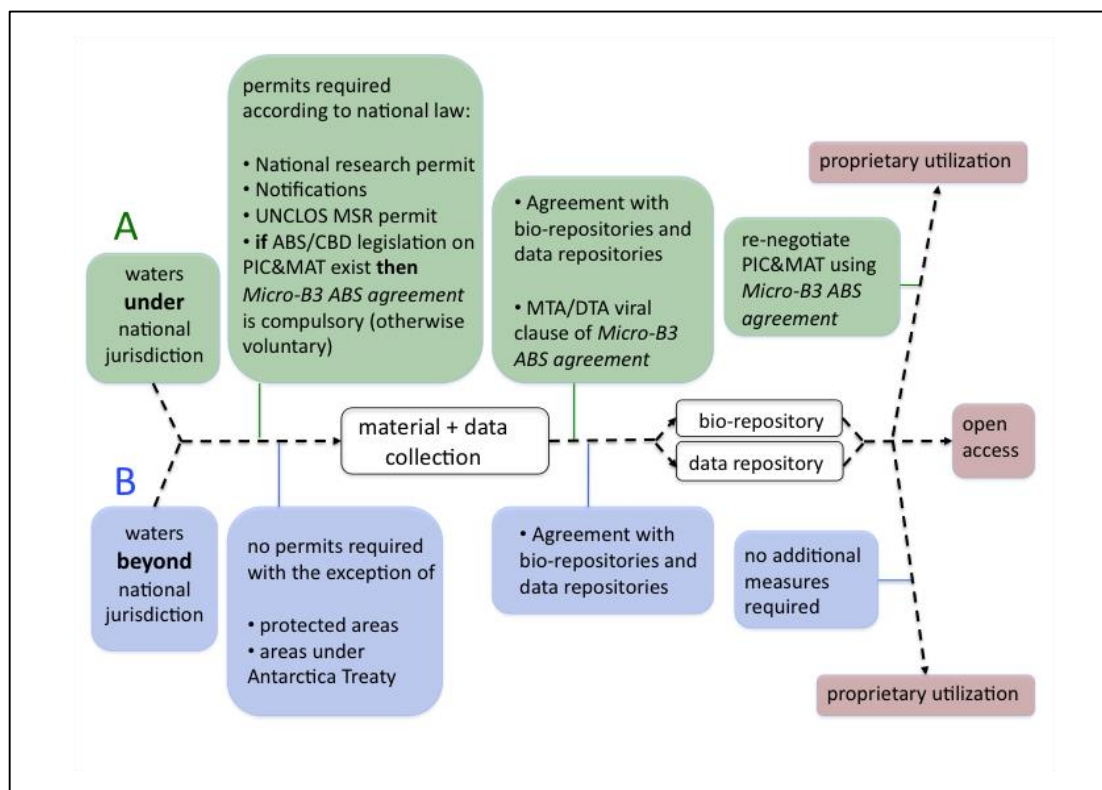 permits required
according to national law:
• National research permit
• Notifications
• UNCLOS MSR permit
• if ABS/CBD legislation on
PIC&MAT exist then
Micro-B3 ABS agreement
is compulsory (otherwise
voluntary)
proprietary utilization
• Agreement with
bio-repositories and
data repositories
• MTA/DTA viral
clause of Micro-B3
ABS agreement
re-negotiate
PIC&MAT using
Micro-B3 ABS
agreement
A
waters
under
national
jurisdiction
material + data
collection
bio-repository
data repository
open
access
B
waters
beyond
national
jurisdiction
no permits required
with the exception of
• protected areas
• areas under
Antarctica Treaty
• Agreement with
bio-repositories and
data repositories
no additional
measures
required
proprietary utilization